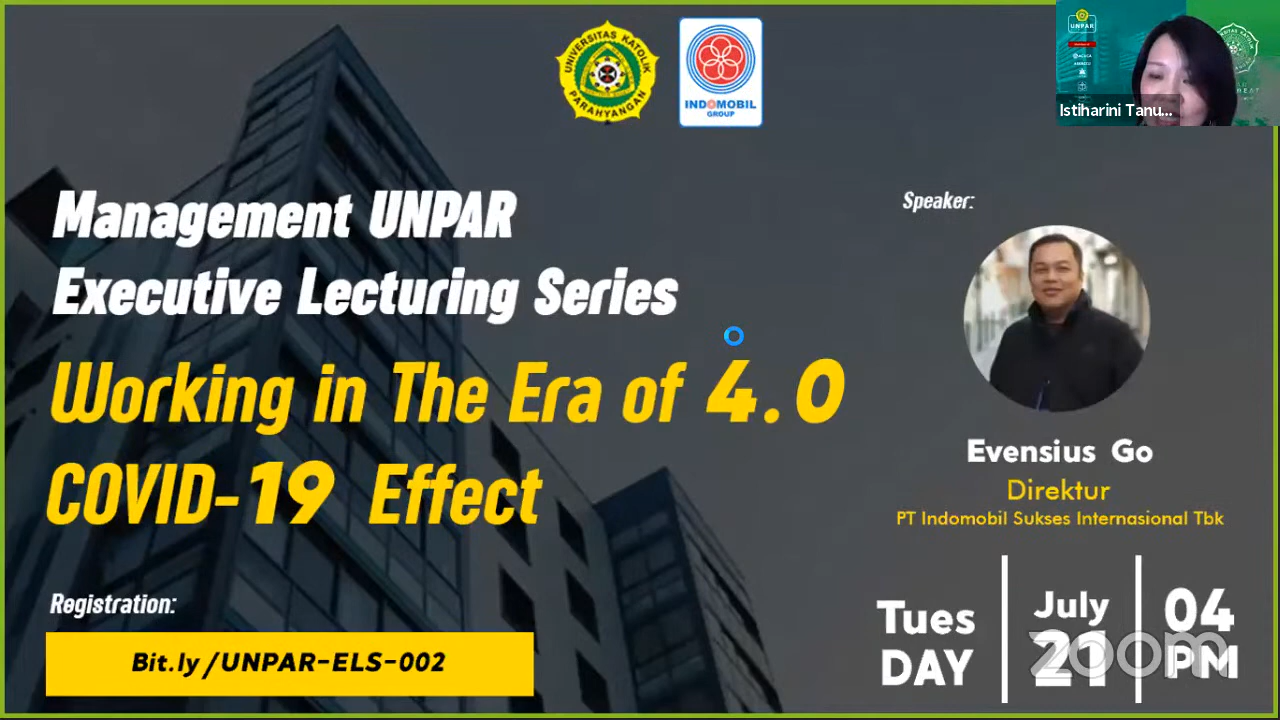 UNIVERSITAS KATOLIK
PARAHYANGAN
INDOMOBIL
GROUP
UNPAR
Istiharini Tanu...
Management UNPAR
Executive Lecturing Series
Working in The Era of 4.0
COVID-19 Effect
Registration:
Bit.ly/UNPAR-ELS-002
Speaker:
Evensius Go
Direktur
PT Indomobil Sukses Internasional Tbk
Tues
DAY
July
21
04
PM
zoom